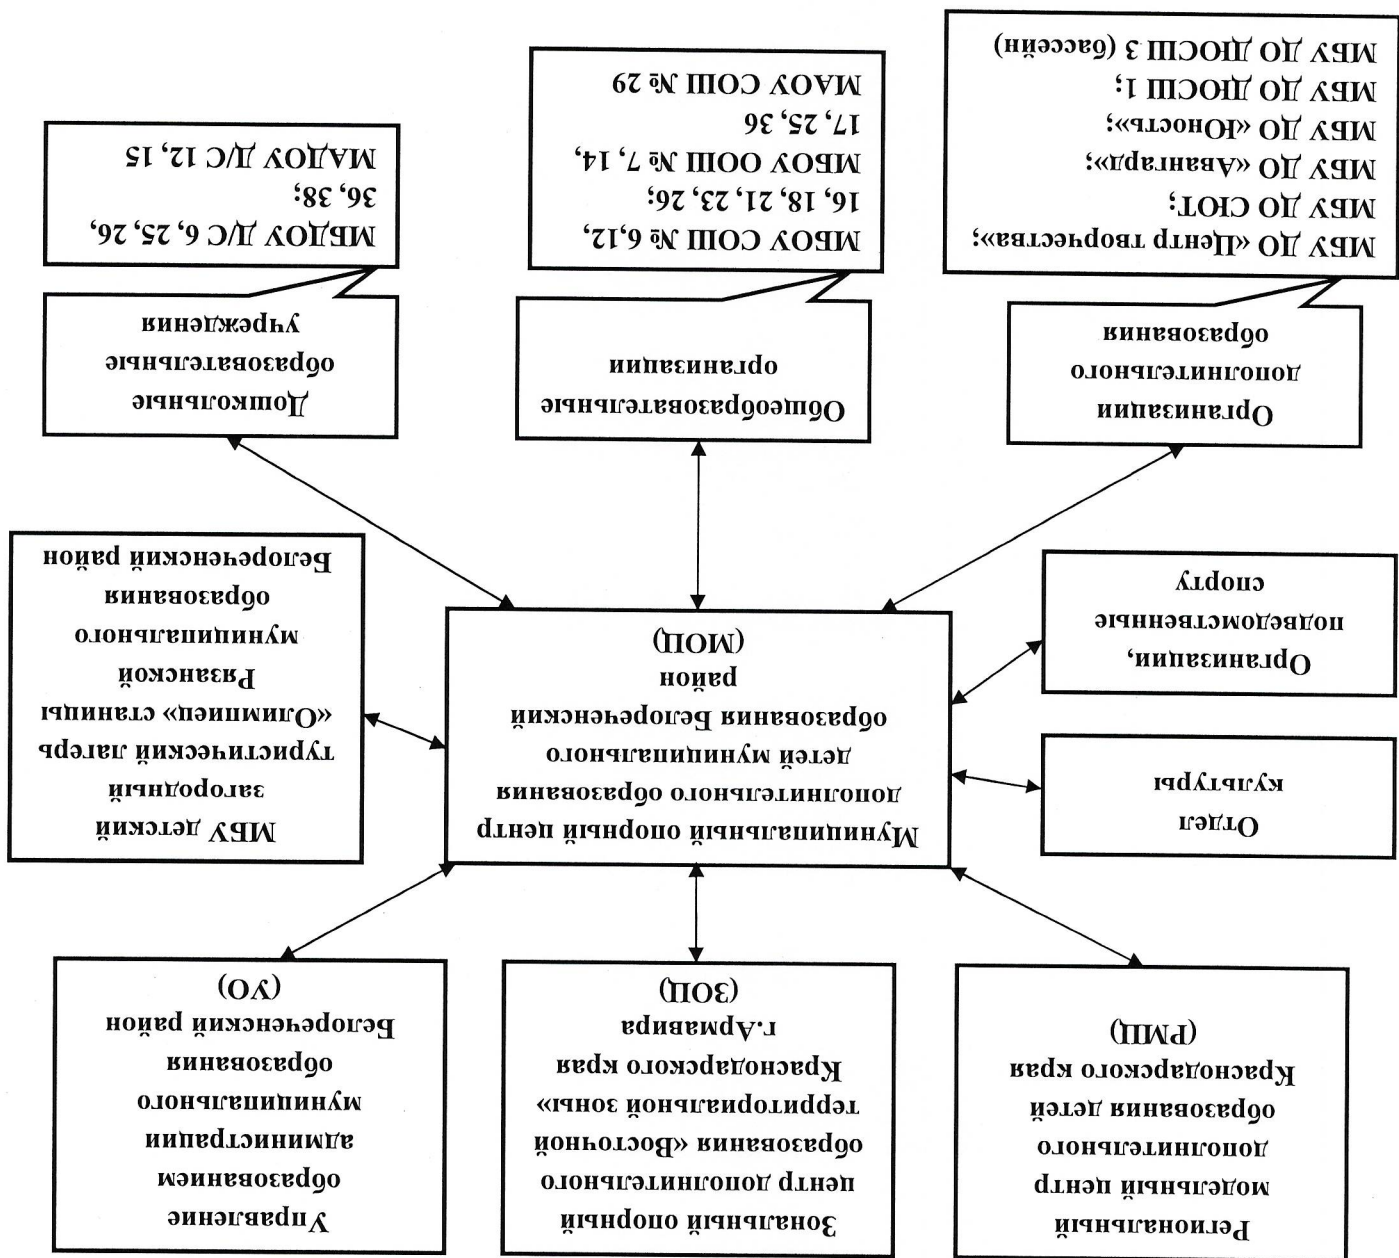 Региональный
модельный центр
дополнительного
образования детей
Краснодарского края
(РМЦ)
Зональный опорный
центр дополнительного
образования «Восточной
территориальной зоны»
Краснодарского края
г.Армавира
(ЗОЦ)
Управление
образованием
администрации
муниципального
образования
Белореченский район
(УО)
Отдел
культуры
Организации,
подведомственные
спорту
Муниципальный опорный центр
дополнительного образования
детей муниципального
образования Белореченский
район
(МОЦ)
МБУ детский
загородный
туристический лагерь
«Олимпиец» станицы
Рязанской
муниципального
образования
Белореченский район
Организации
дополнительного
образования
МБУ ДО «Центр творчества»;
МБУ ДО СЮТ;
МБУ ДО «Авангард»;
МБУ ДО «Юность»;
МБУ ДО ДЮСШ 1;
МБУ ДО ДЮСШ 3 (бассейн)
Общеобразовательные
организации
МБОУ СОШ № 6,12,
16, 18, 21, 23, 26;
МБОУ ООШ № 7, 14,
17, 25, 36
МАОУ СОШ № 29
Дошкольные
образовательные
учреждения
МБДОУ Д/С 6, 25, 26,
36, 38;
МАДОУ Д/С 12, 15